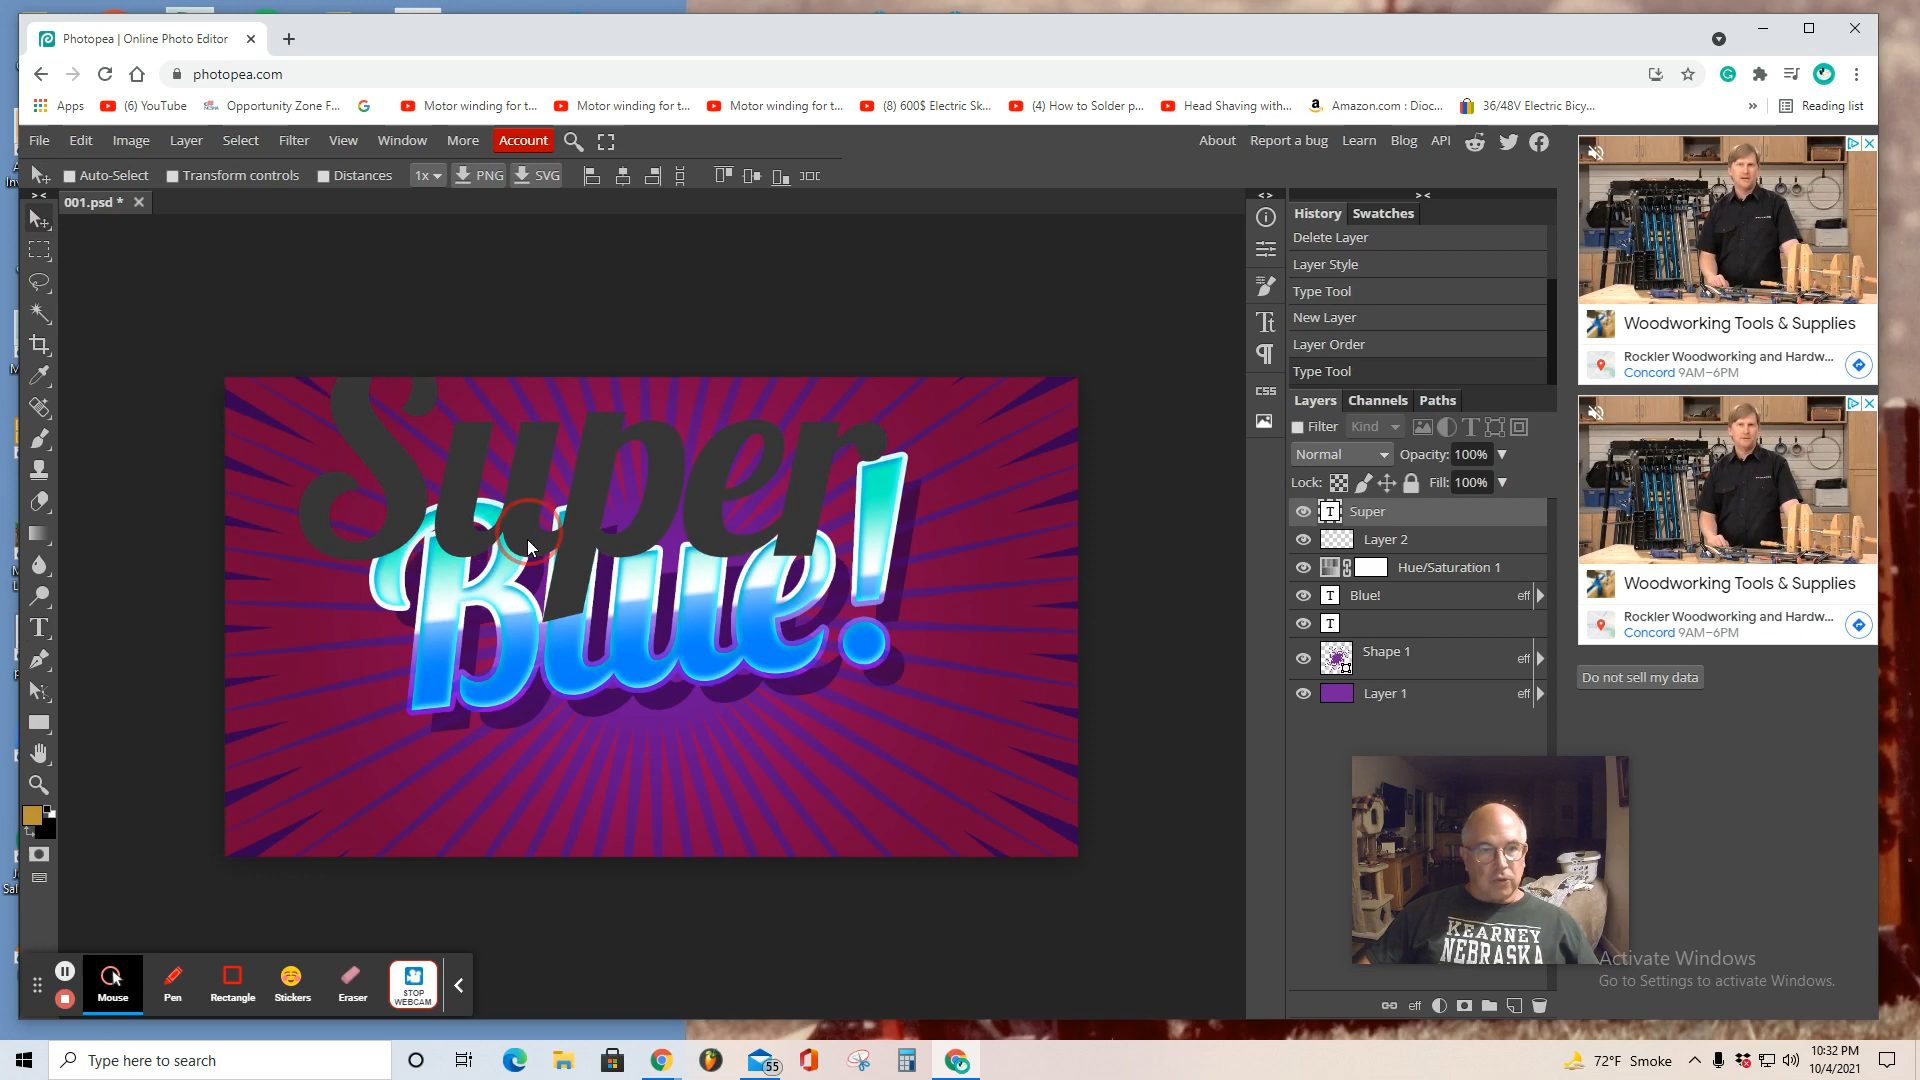 Photopea | Online Photo Editor
photopea.com
Apps
(6) YouTube
Opportunity Zone F...
Motor winding for t...
Motor winding for t...
Motor winding for t...
(8) 600$ Electric Sk...
(4) How to Solder p...
Head Shaving with...
Amazon.com : Dioc...
36/48V Electric Bicy...
Reading list
File Edit Image Layer Select Filter View Window More Account
About Report a bug Learn Blog API
Auto-Select Transform controls Distances 1x PNG SVG
001.psd *
History Swatches
Delete Layer
Layer Style
Type Tool
New Layer
Layer Order
Type Tool
CSS
Layers Channels Paths
Filter Kind
Normal Opacity: 100%
Lock: Fill: 100%
Super
Layer 2
Hue/Saturation 1
Blue! eff
Shape 1 eff
Layer 1 eff
eff
Super
Blue!
Woodworking Tools & Supplies
Rockler Woodworking and Hardw...
Concord 9AM–6PM
Woodworking Tools & Supplies
Rockler Woodworking and Hardw...
Concord 9AM–6PM
Do not sell my data
KEARNEY
NEBRASKA
Activate Windows
Go to Settings to activate Windows.
Mouse
Pen
Rectangle
Stickers
Eraser
STOP
WEBCAM
Type here to search
55
72°F Smoke
10:32 PM
10/4/2021